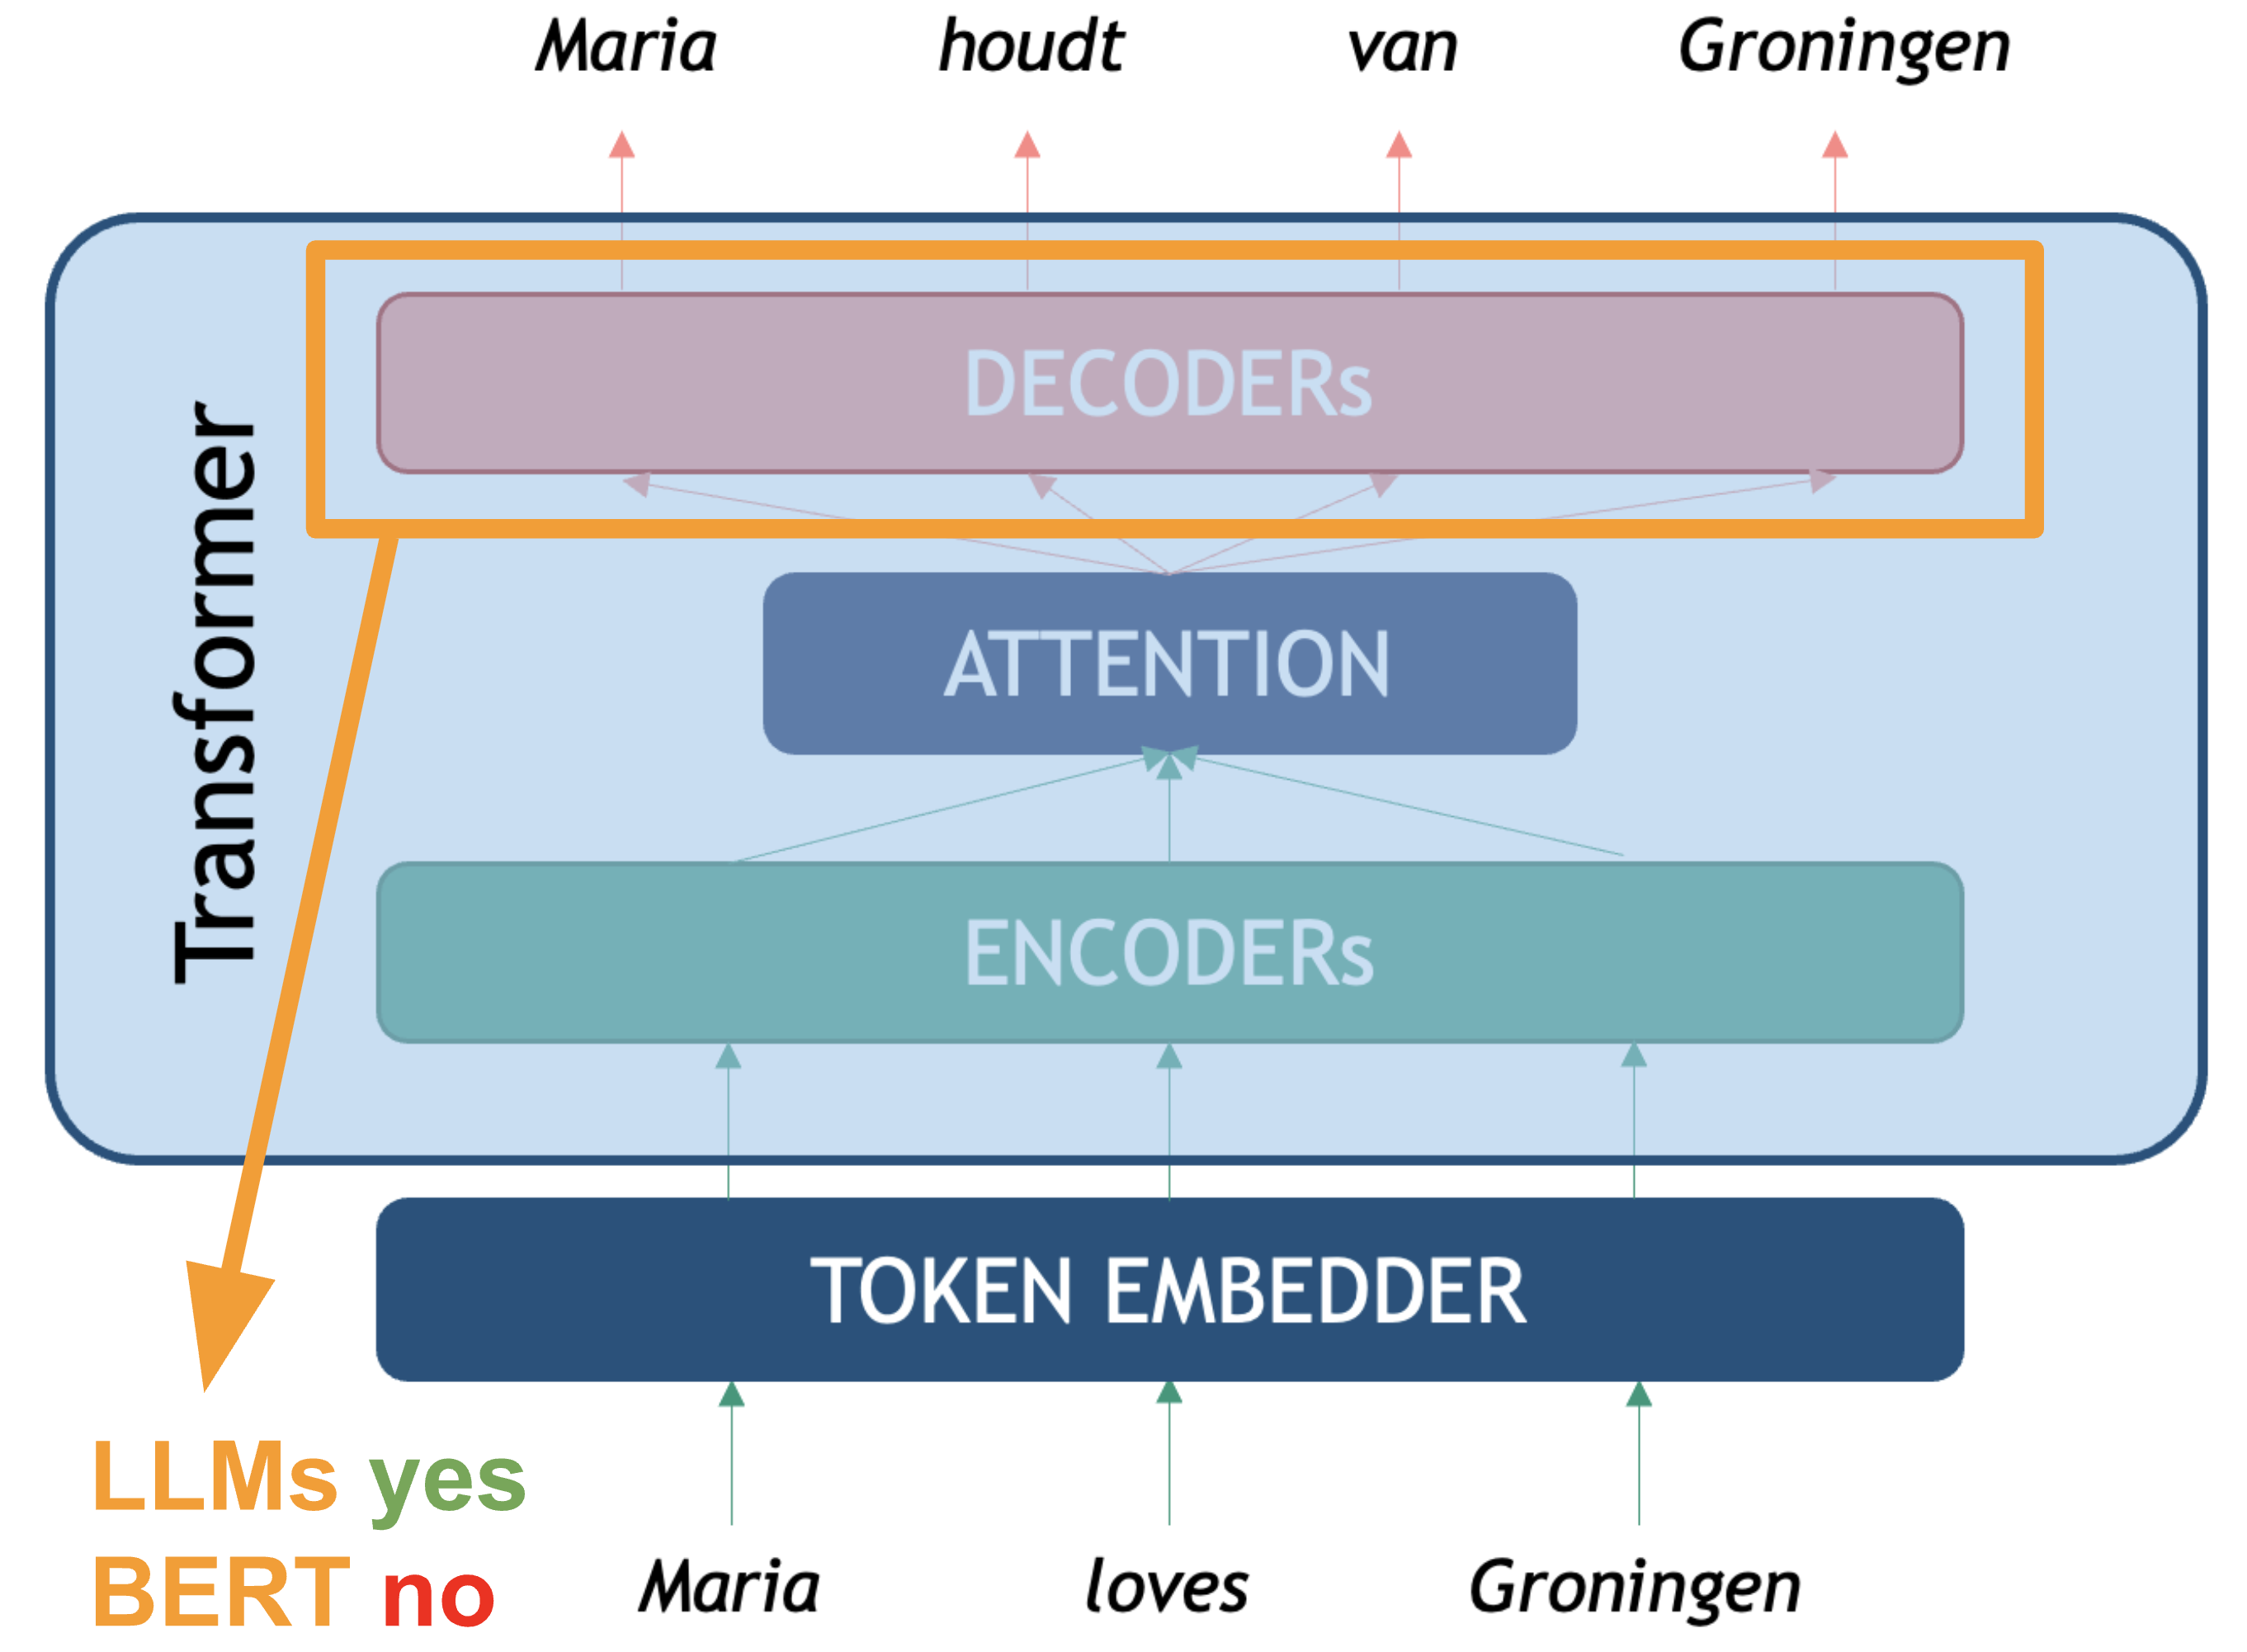 Maria houdt van Groningen
DECODERs
Transformer
ATTENTION
ENCODERs
TOKEN EMBEDDER
LLMs yes
BERT no
Maria loves Groningen